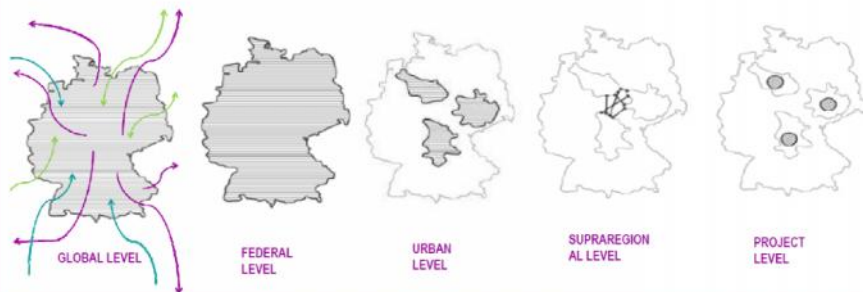 GLOBAL LEVEL
FEDERAL
LEVEL
URBAN
LEVEL
SUPRAREGION
AL LEVEL
PROJECT
LEVEL